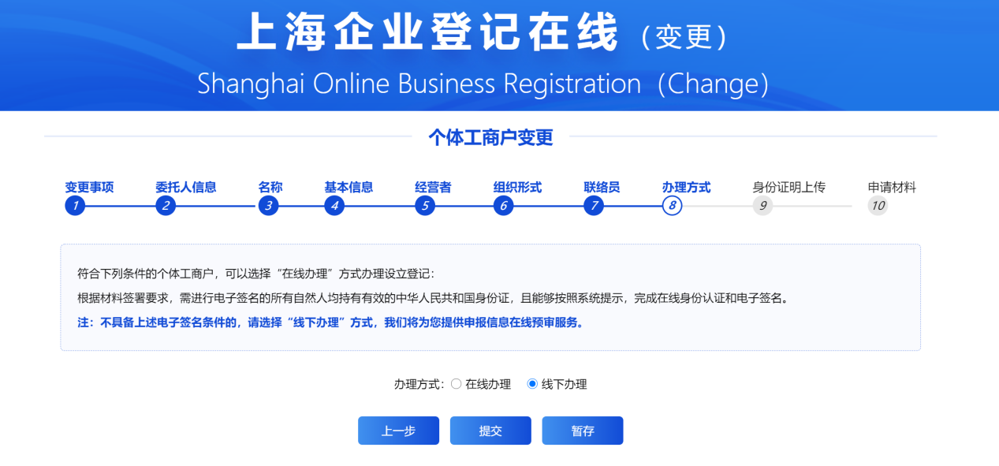 上海企业登记在线（变更）
Shanghai Online Business Registration（Change）
个体工商户变更
变更事项 委托人信息 名称 基本信息 经营者 组织形式 联络员 办理方式 身份证明上传 申请材料
1 2 3 4 5 6 7 8 9 10
符合下列条件的个体工商户，可以选择“在线办理”方式办理设立登记：
根据材料签署要求，需进行电子签名的所有自然人均持有有效的中华人民共和国身份证，且能够按照系统提示，完成在线身份认证和电子签名。
注：不具备上述电子签名条件的，请选择“线下办理”方式，我们将为您提供申报信息在线预审服务。
办理方式： 在线办理 线下办理
上一步 提交 暂存